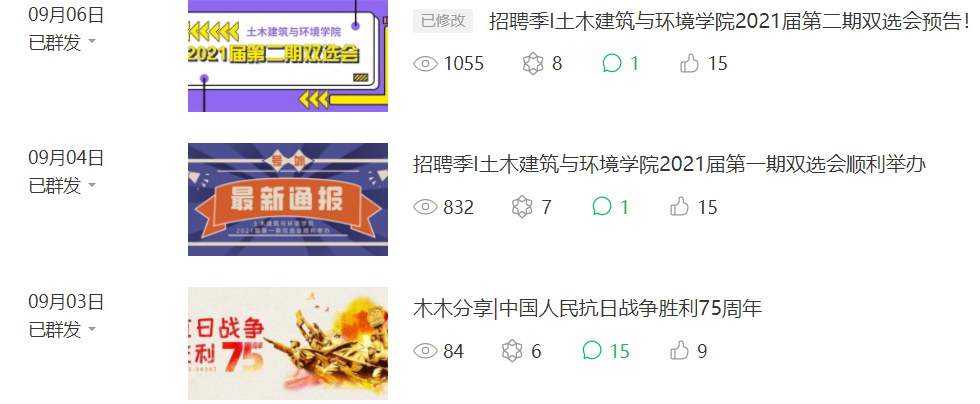 09月06日
已群发
土木建筑与环境学院
2021届第二期双选会
已修改 招聘季I土木建筑与环境学院2021届第二期双选会预告!
1055 8 1 15
09月04日
已群发
号外
最新通报
土木建筑与环境学院
2021届第一期双选会顺利举办
招聘季I土木建筑与环境学院2021届第一期双选会顺利举办
832 7 1 15
09月03日
已群发
日战争
胜利75周年
木木分享|中国人民抗日战争胜利75周年
84 6 15 9